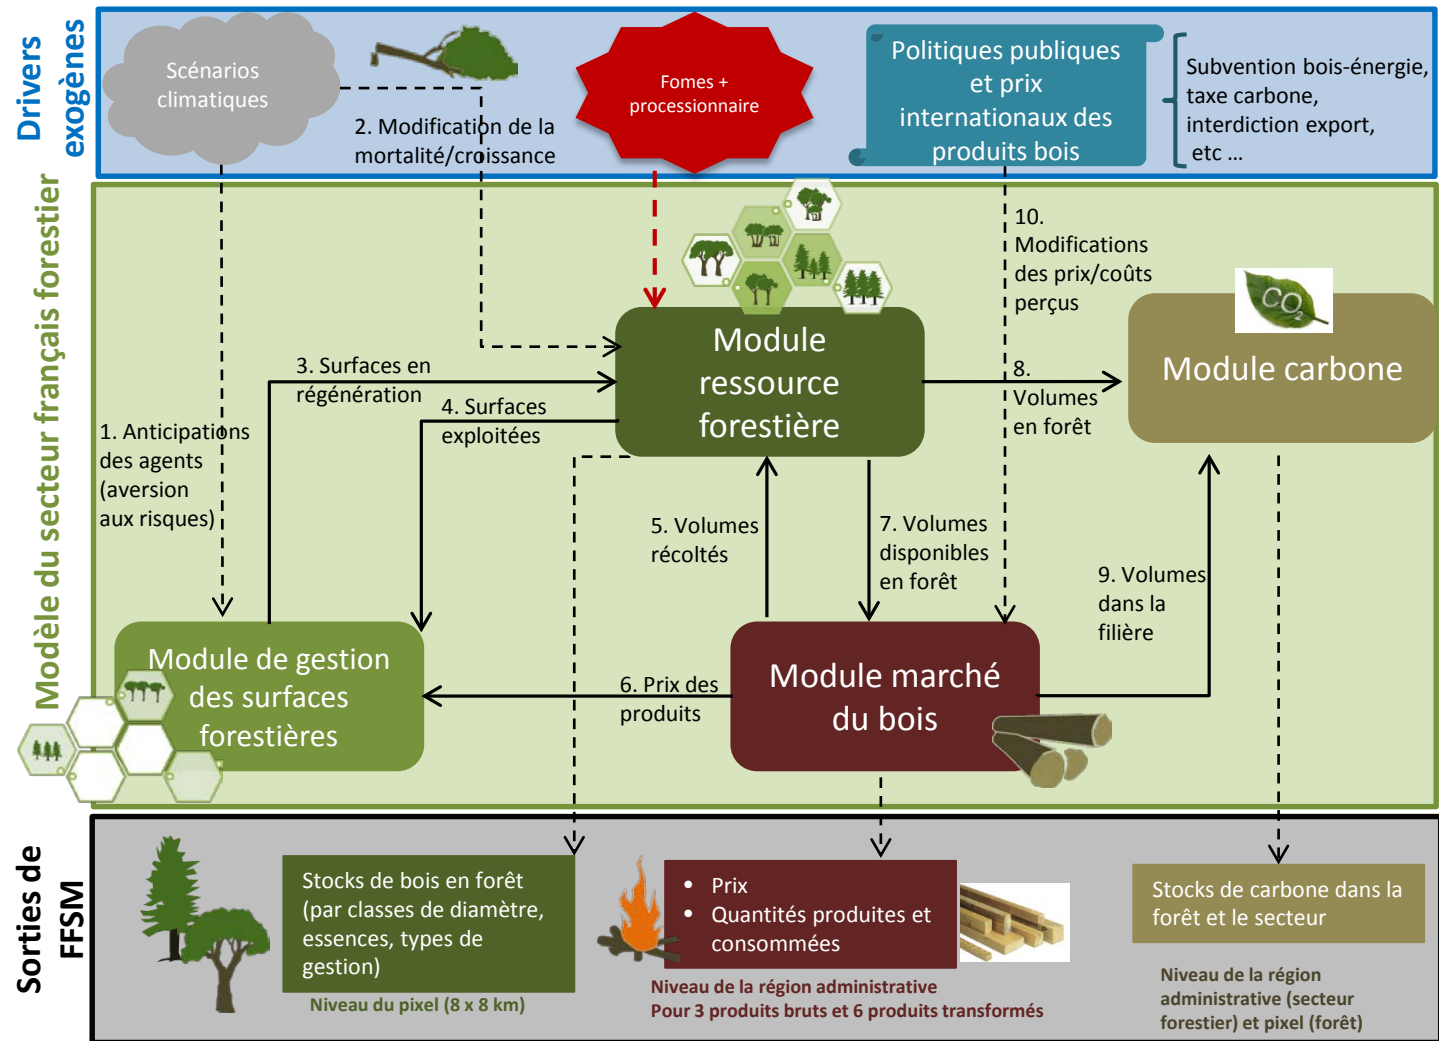 Drivers
exogènes
Scénarios
climatiques
2. Modification de la
mortalité/croissance
Fomes +
processionnaire
Politiques publiques
et prix
internationaux des
produits bois
Subvention bois-énergie,
taxe carbone,
interdiction export,
etc ...
Modèle du secteur français forestier
10.
Modifications
des prix/coûts
perçus
CO2
Module
ressource
forestière
Module carbone
3. Surfaces en
régénération
4. Surfaces
exploitées
8.
Volumes
en forêt
1. Anticipations
des agents
(aversion
aux risques)
5. Volumes
récoltés
7. Volumes
disponibles
en forêt
9. Volumes
dans la
filière
Module de gestion
des surfaces
forestières
6. Prix des
produits
Module marché
du bois
Sorties de
FFSM
Stocks de bois en forêt
(par classes de diamètre,
essences, types de
gestion)
Niveau du pixel (8 x 8 km)
• Prix
• Quantités produites et
consommées
Niveau de la région administrative
Pour 3 produits bruts et 6 produits transformés
Stocks de carbone dans la
forêt et le secteur
Niveau de la région
administrative (secteur
forestier) et pixel (forêt)